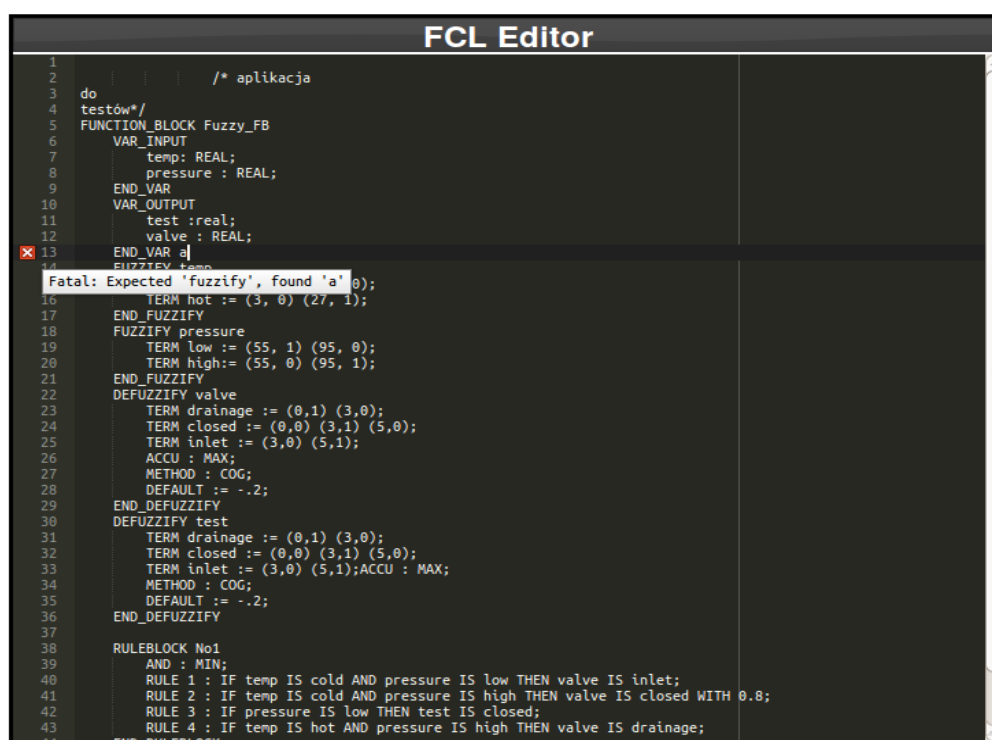 FCL Editor
1
2 /* aplikacja
3 do
4 testów*/
5 FUNCTION_BLOCK Fuzzy_FB
6 VAR_INPUT
7 temp: REAL;
8 pressure : REAL;
9 END_VAR
10 VAR_OUTPUT
11 test :real;
12 valve : REAL;
13 END_VAR a
14 FUZZIFY temp
Fatal: Expected 'fuzzify', found 'a' 0);
16 TERM hot := (3, 0) (27, 1);
17 END_FUZZIFY
18 FUZZIFY pressure
19 TERM low := (55, 1) (95, 0);
20 TERM high:= (55, 0) (95, 1);
21 END_FUZZIFY
22 DEFUZZIFY valve
23 TERM drainage := (0,1) (3,0);
24 TERM closed := (0,0) (3,1) (5,0);
25 TERM inlet := (3,0) (5,1);
26 ACCU : MAX;
27 METHOD : COG;
28 DEFAULT := -.2;
29 END_DEFUZZIFY
30 DEFUZZIFY test
31 TERM drainage := (0,1) (3,0);
32 TERM closed := (0,0) (3,1) (5,0);
33 TERM inlet := (3,0) (5,1);ACCU : MAX;
34 METHOD : COG;
35 DEFAULT := -.2;
36 END_DEFUZZIFY
37
38 RULEBLOCK No1
39 AND : MIN;
40 RULE 1 : IF temp IS cold AND pressure IS low THEN valve IS inlet;
41 RULE 2 : IF temp IS cold AND pressure IS high THEN valve IS closed WITH 0.8;
42 RULE 3 : IF pressure IS low THEN test IS closed;
43 RULE 4 : IF temp IS hot AND pressure IS high THEN valve IS drainage;